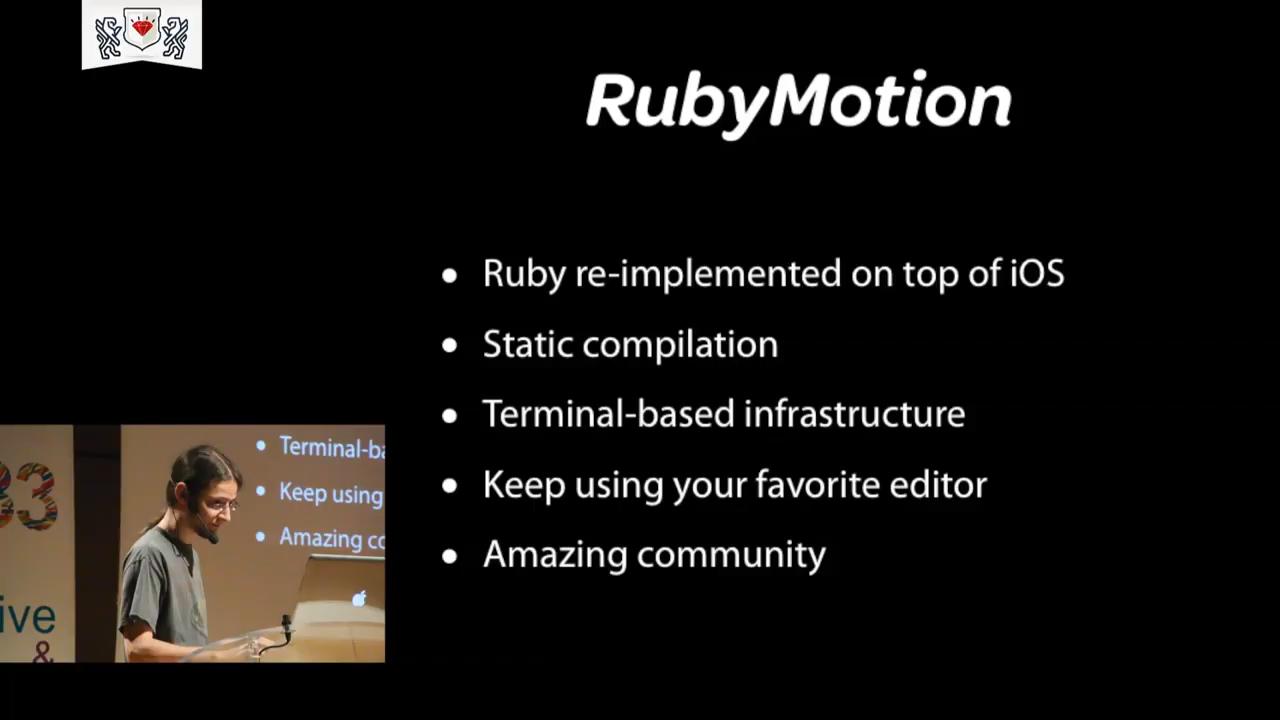 RubyMotion
• Ruby re-implemented on top of iOS
• Static compilation
• Terminal-based infrastructure
• Keep using your favorite editor
• Amazing community
• Terminal-ba
• Keep using
• Amazing co
33
ive
&